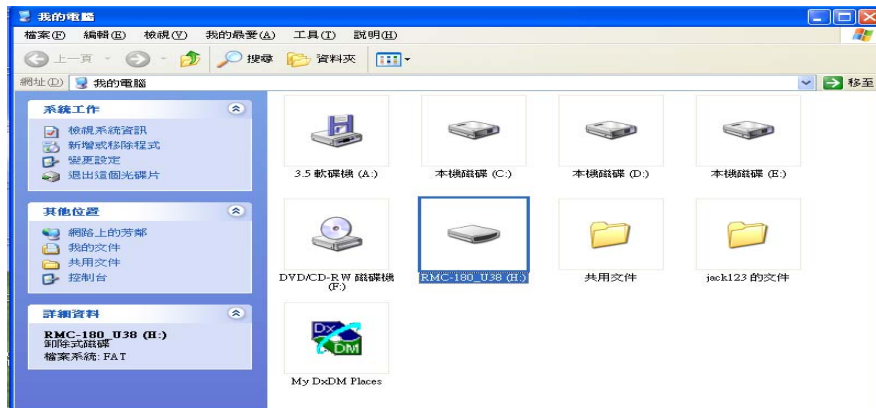 我的電腦
檔案(F) 編輯(E) 檢視(V) 我的最愛(A) 工具(T) 說明(H)
上一頁 搜尋 資料夾
網址(D) 我的電腦 移至
系統工作
檢視系統資訊
新增或移除程式
變更設定
退出這個光碟片
其他位置
網路上的芳鄰
我的文件
共用文件
控制台
詳細資料
RMC-180_U38 (H:)
卸除式磁碟
檔案系統: FAT
3.5 軟碟機 (A:) 本機磁碟 (C:) 本機磁碟 (D:) 本機磁碟 (E:)
DVD/CD-RW 磁碟機 (F:) RMC-180_U38 (H:) 共用文件 jack123 的文件
Dx
DM
My DxDM Places